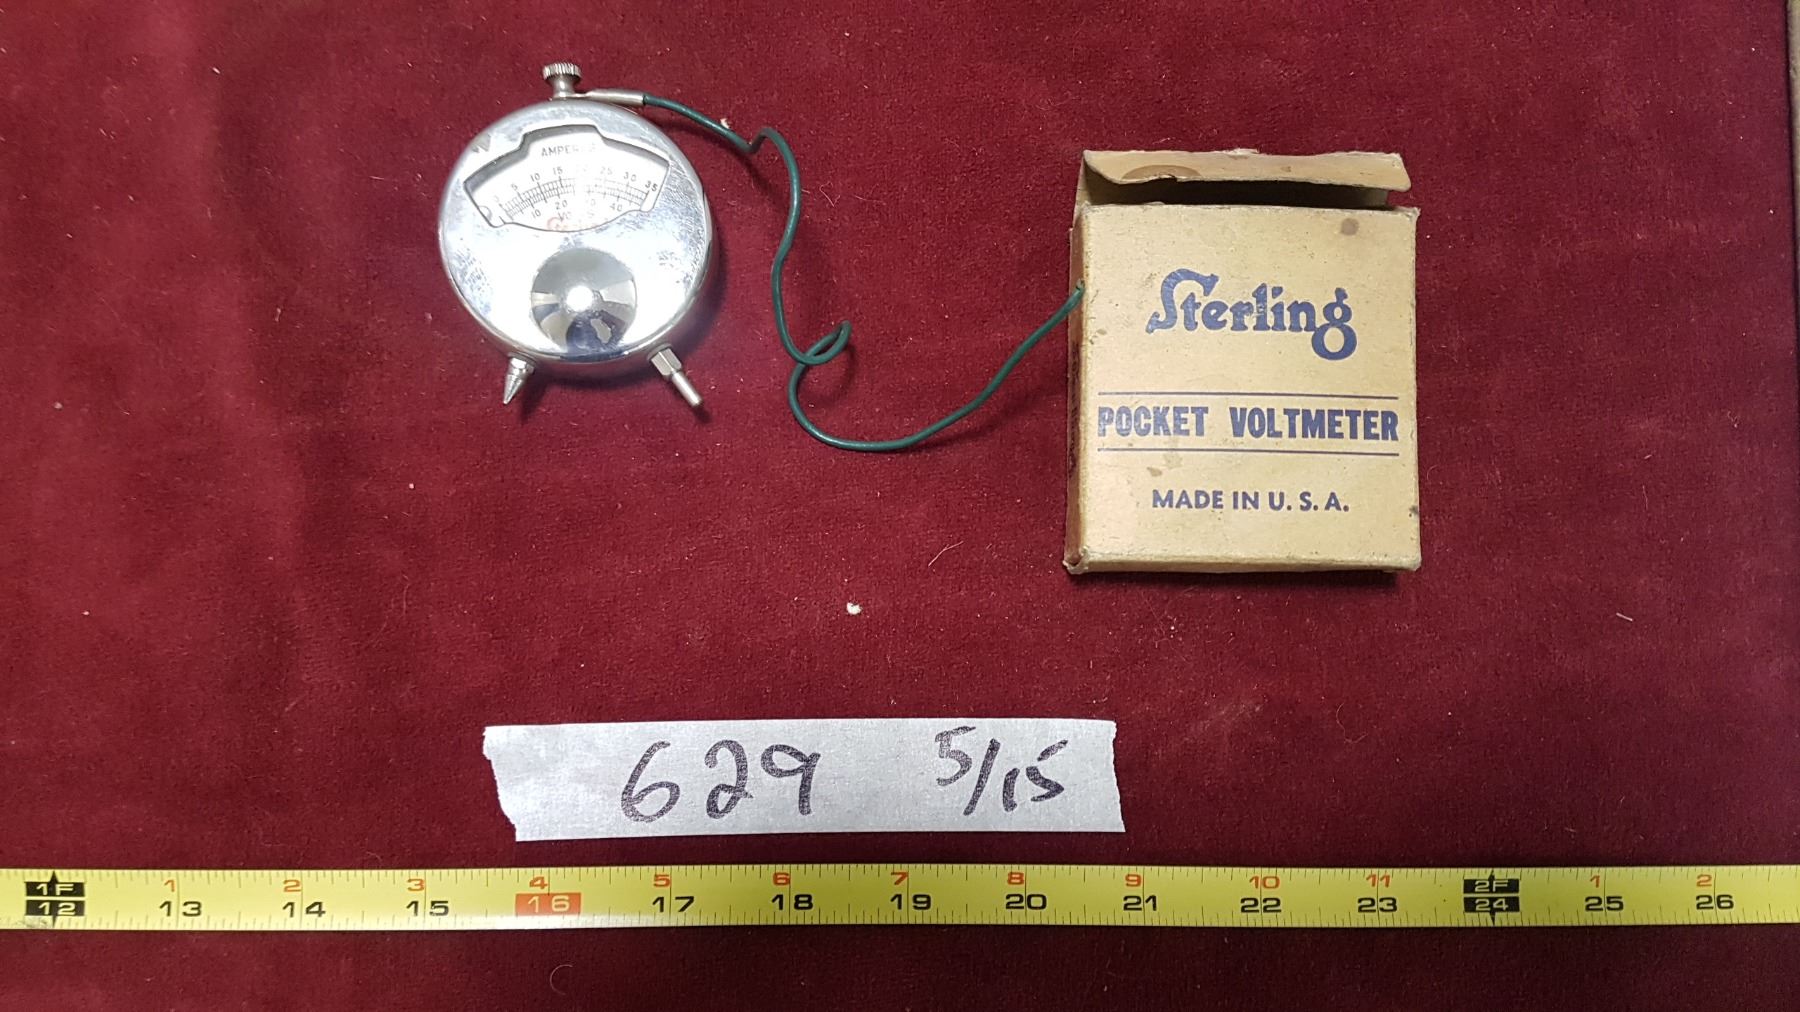 AMPERES
5 10 15 25 30 35
10 20 40
VOLTS
Sterling
POCKET VOLTMETER
MADE IN U. S. A.
629 5/15
1F 1 2 3 4 5 6 7 8 9 10 11 2F 1 2
12 13 14 15 16 17 18 19 20 21 22 23 24 25 26